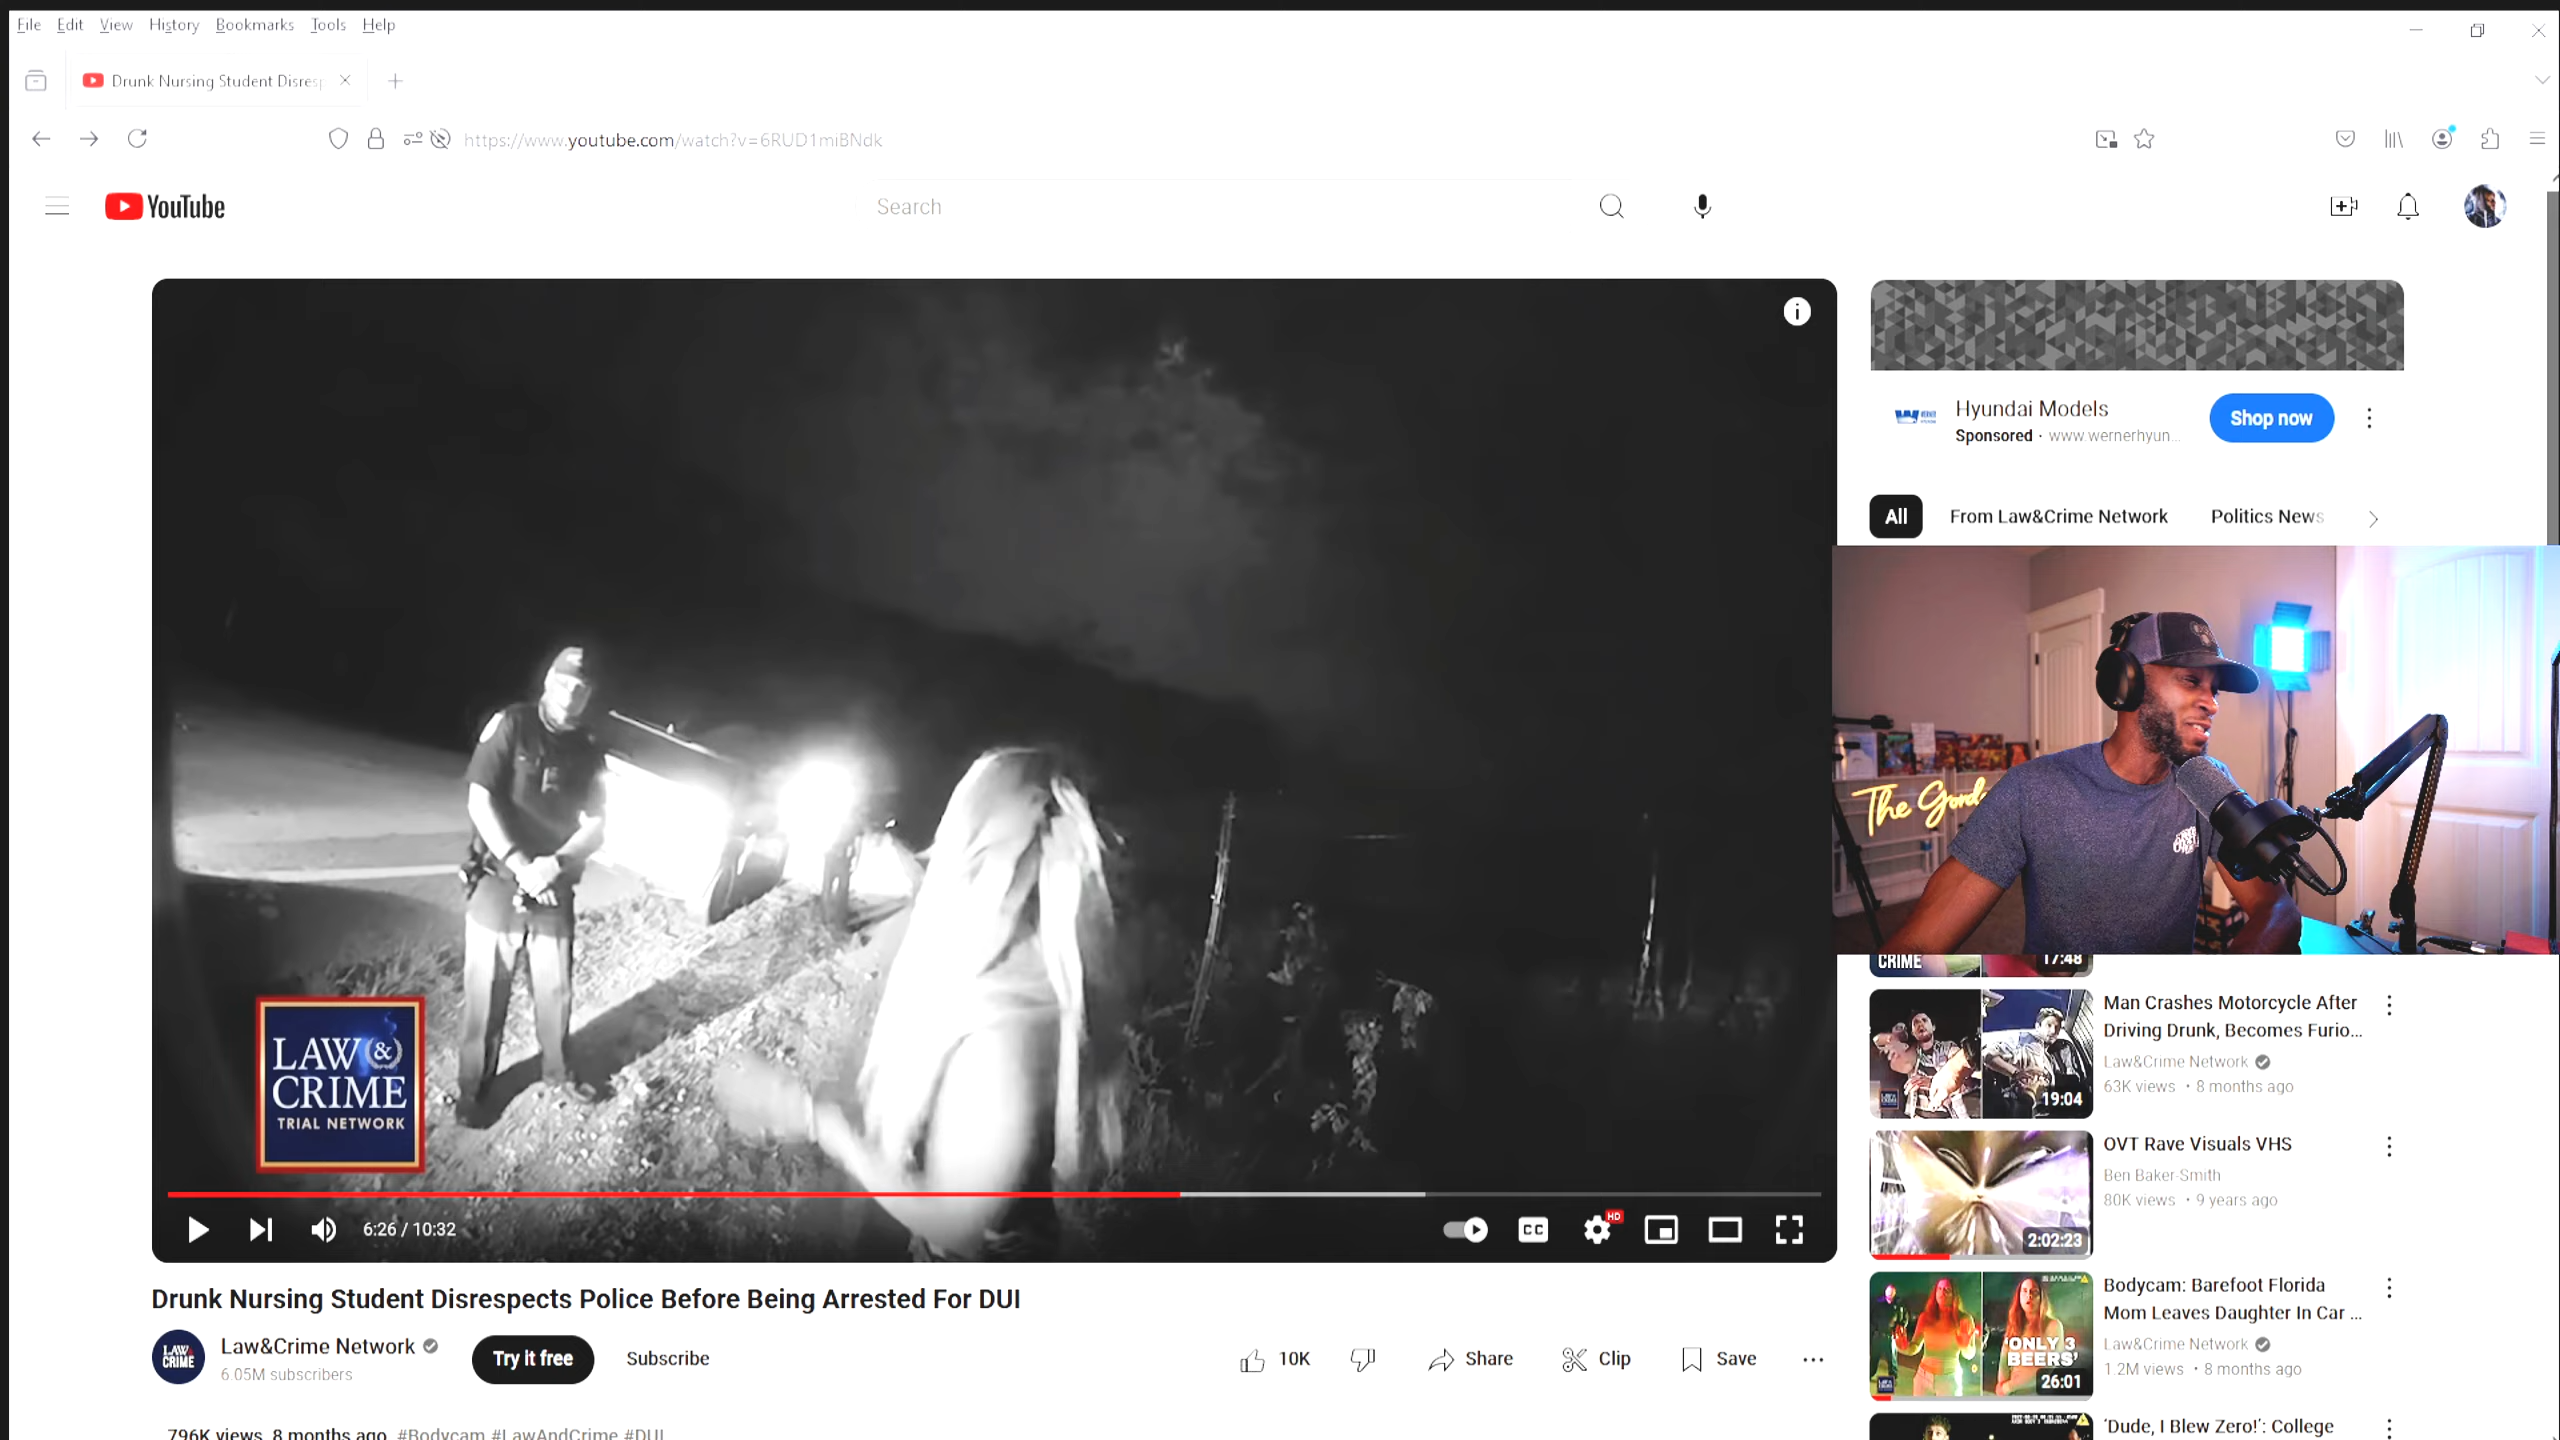 File Edit View History Bookmarks Tools Help
Drunk Nursing Student Disresp
https://www.youtube.com/watch?v=6RUD1miBNdk
YouTube
Search
Hyundai Models
Shop now
Sponsored · www.wernerhyun...
All From Law&Crime Network Politics News
The Gord
LAW &
CRIME
TRIAL NETWORK
6:26 / 10:32
CC
HD
Drunk Nursing Student Disrespects Police Before Being Arrested For DUI
LAW&
CRIME
Law&Crime Network
6.05M subscribers
Try it free
Subscribe
10K
Share
Clip
Save
796K views 8 months ago #Bodycam #LawAndCrime #DUI
CRIME
17:48
Man Crashes Motorcycle After
Driving Drunk, Becomes Furio...
Law&Crime Network
63K views • 8 months ago
19:04
OVT Rave Visuals VHS
Ben Baker-Smith
80K views • 9 years ago
2:02:23
Bodycam: Barefoot Florida
Mom Leaves Daughter In Car ...
Law&Crime Network
1.2M views • 8 months ago
'ONLY 3
BEERS'
26:01
'Dude, I Blew Zero!': College